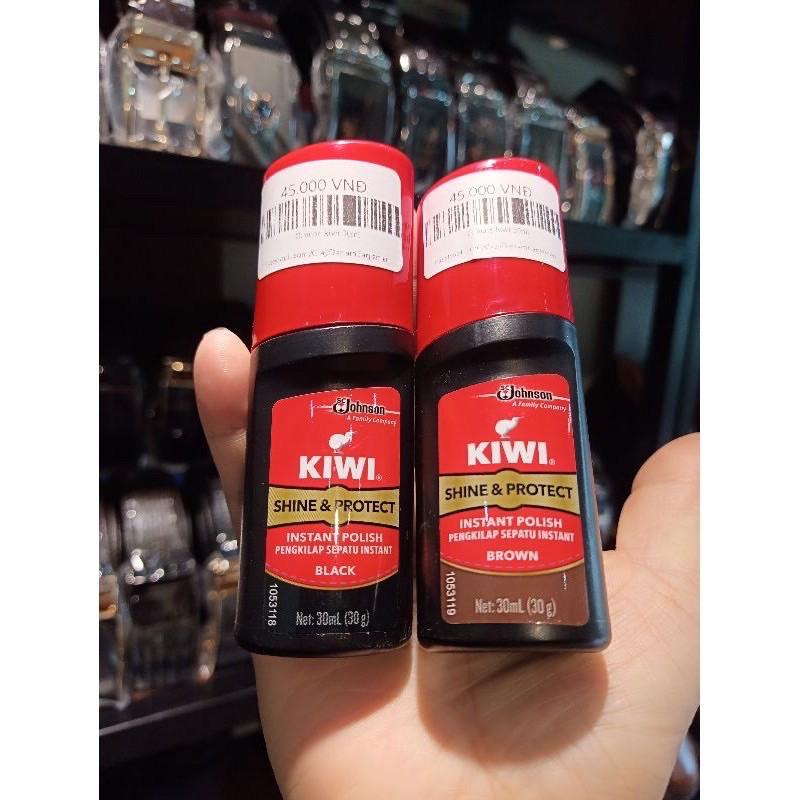 45.000 VNĐ
45.000 VNĐ
SC Johnson
A Family Company
KIWI®
SHINE & PROTECT
INSTANT POLISH
PENGKILAP SEPATU INSTANT
BLACK
1053118
Net: 30mL (30 g)
SC Johnson
A Family Company
KIWI®
SHINE & PROTECT
INSTANT POLISH
PENGKILAP SEPATU INSTANT
BROWN
1053119
Net: 30mL (30 g)